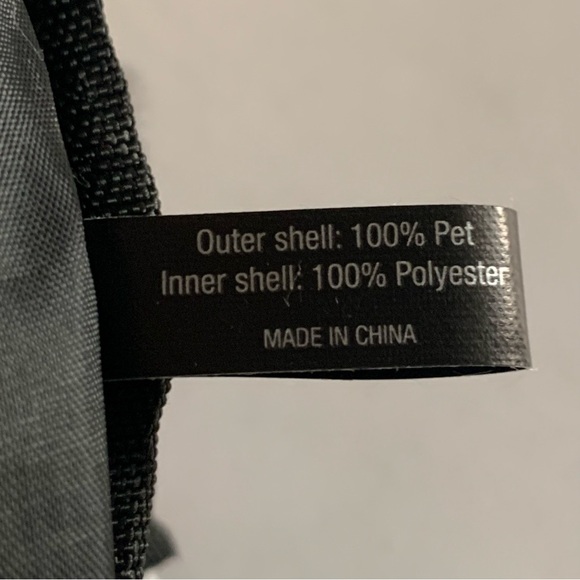 Outer shell: 100% Pet
Inner shell: 100% Polyester
MADE IN CHINA